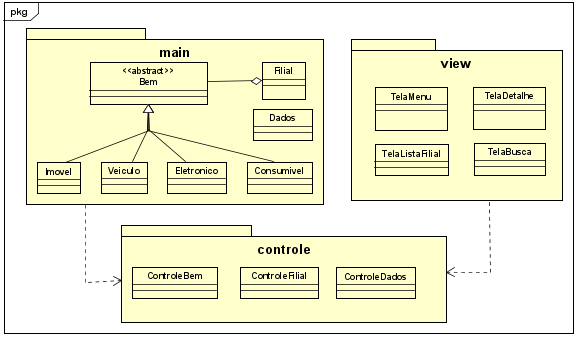 pkg
main
<<abstract>>
Bem
Filial
Dados
Imovel
Veiculo
Eletronico
Consumivel
view
TelaMenu
TelaDetalhe
TelaListaFilial
TelaBusca
controle
ControleBem
ControleFilial
ControleDados